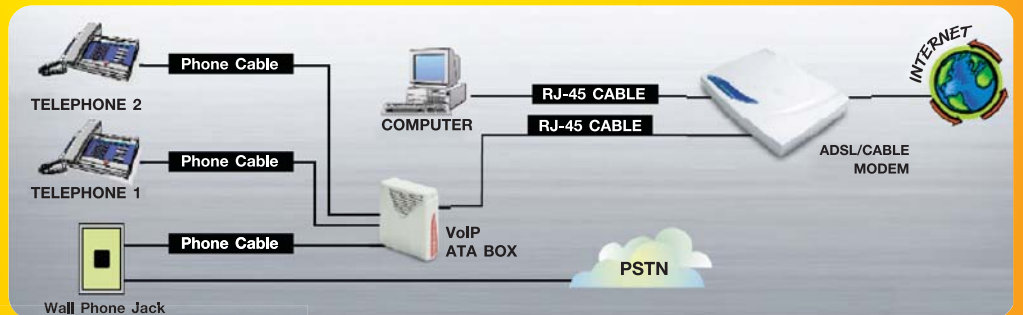 TELEPHONE 2
Phone Cable
TELEPHONE 1
Phone Cable
Wall Phone Jack
Phone Cable
COMPUTER
RJ-45 CABLE
RJ-45 CABLE
VoIP
ATA BOX
PSTN
ADSL/CABLE
MODEM
INTERNET